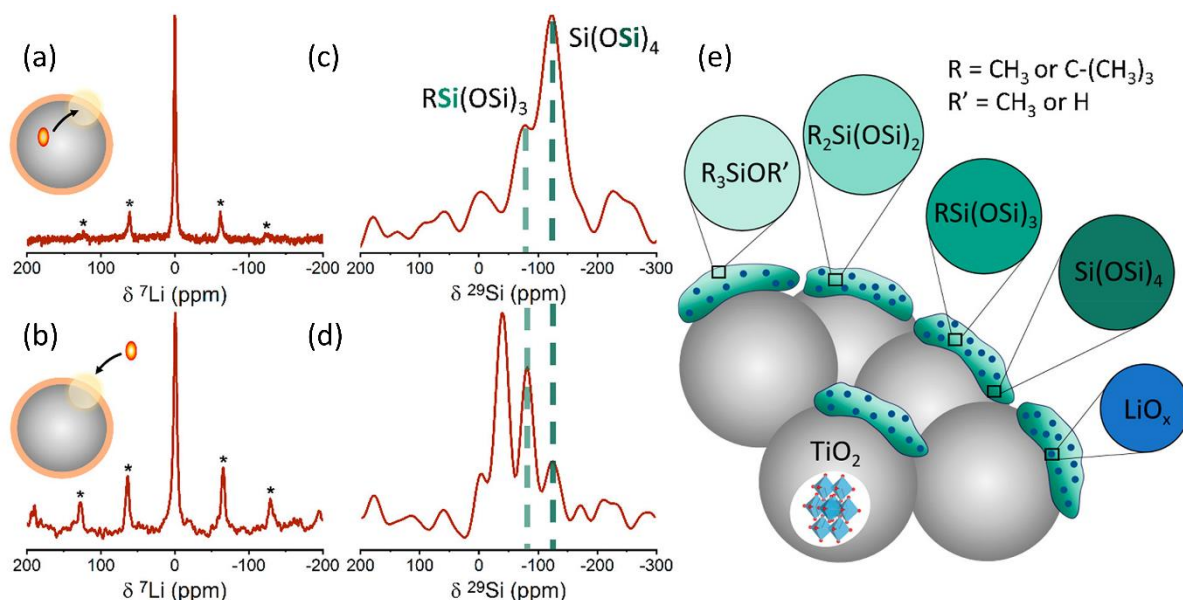 (a)
*
*
*
*
200 100 0 -100 -200
δ ⁷Li (ppm)
(b)
*
*
*
*
200 100 0 -100 -200
δ ⁷Li (ppm)
(c)
Si(OSi)₄
RSi(OSi)₃
200 100 0 -100 -200 -300
δ ²⁹Si (ppm)
(d)
200 100 0 -100 -200 -300
δ ²⁹Si (ppm)
(e)
R = CH₃ or C-(CH₃)₃
R' = CH₃ or H
R₃SiOR'
R₂Si(OSi)₂
RSi(OSi)₃
Si(OSi)₄
LiOₓ
TiO₂